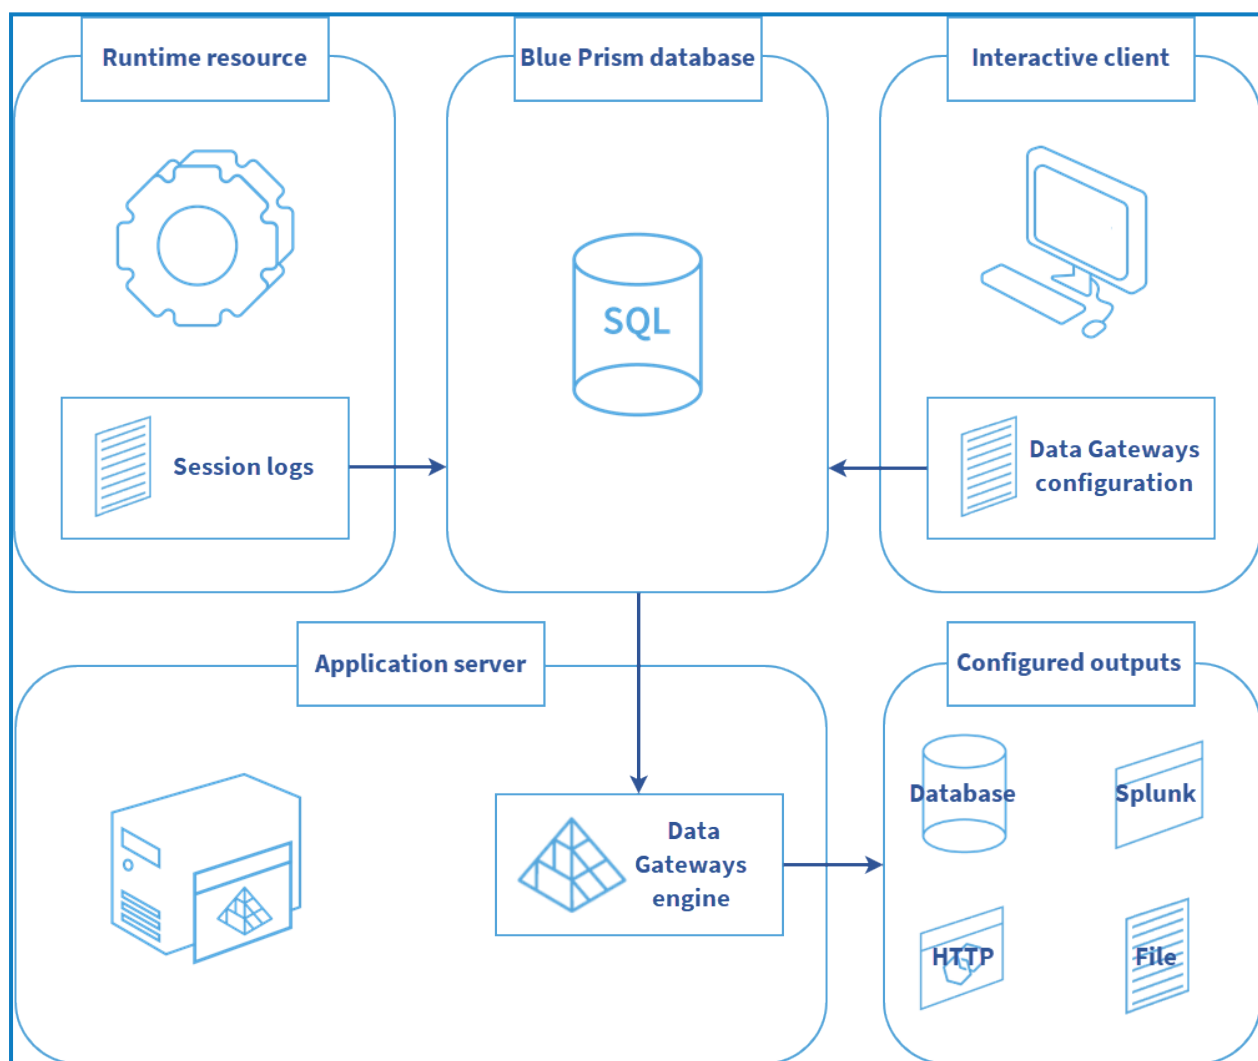 Runtime resource
Blue Prism database
Interactive client
SQL
Session logs
Data Gateways
configuration
Application server
Configured outputs
Data
Gateways
engine
Database
Splunk
HTTP
File